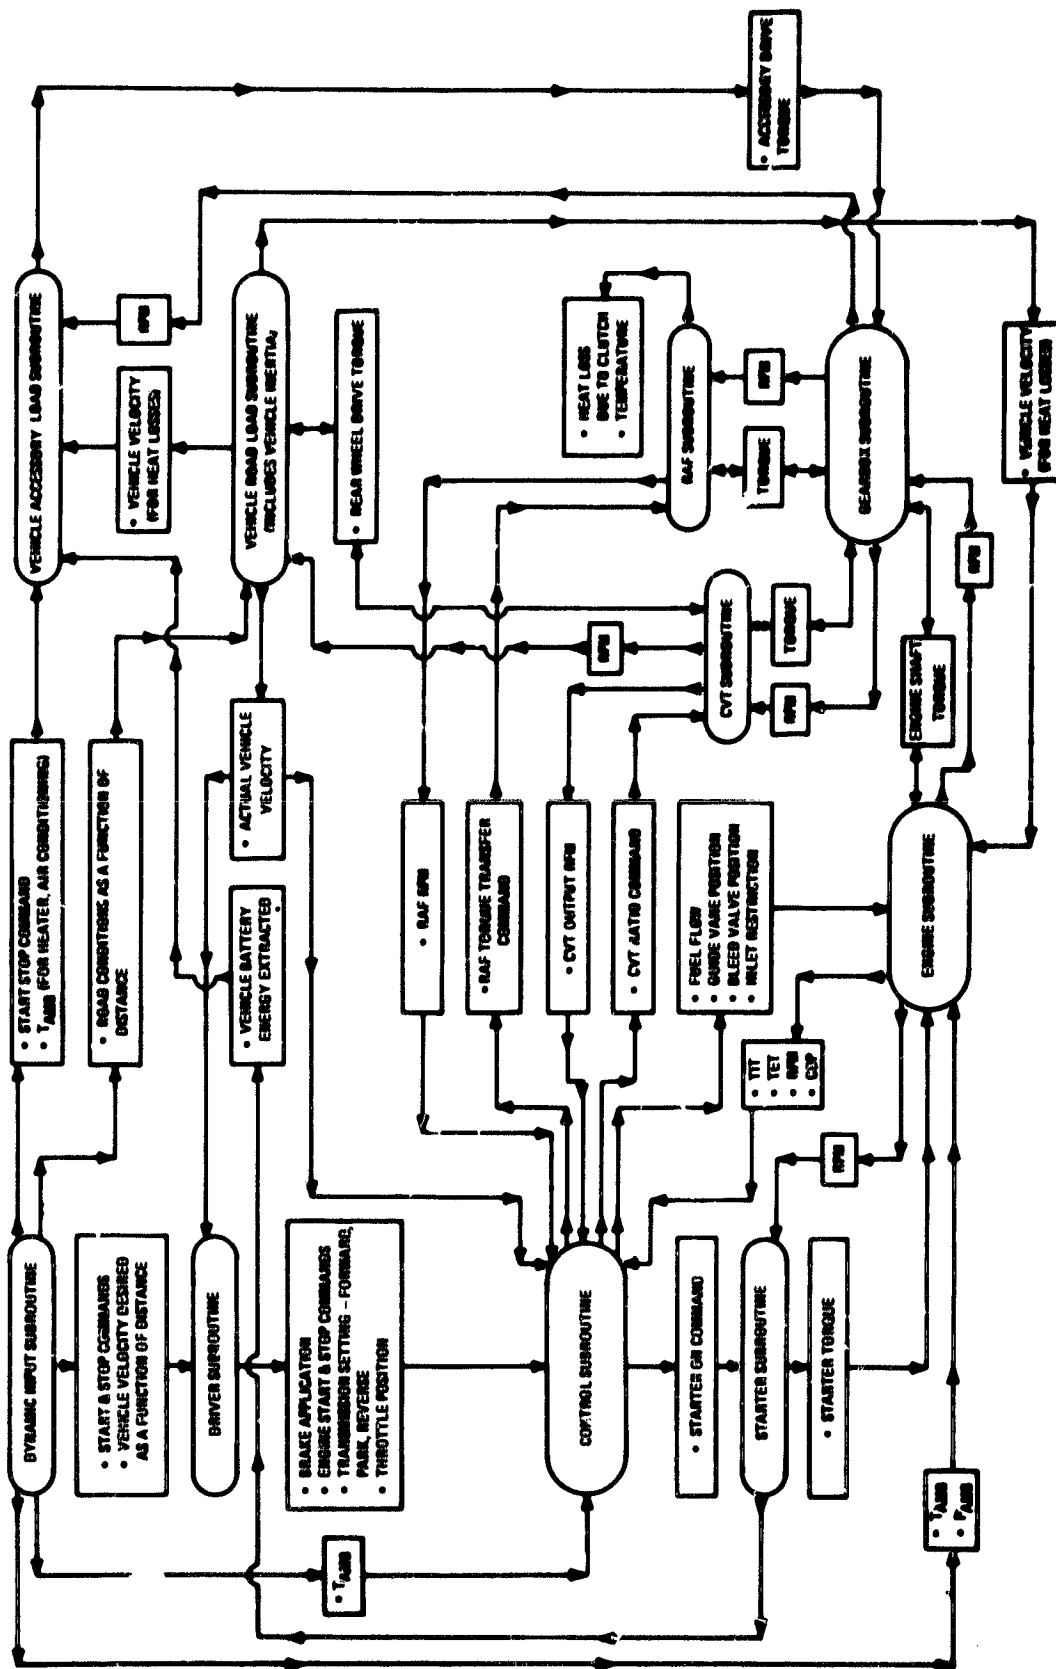 DYNAMIC INPUT SUBROUTINE
• START & STOP COMMANDS
• VEHICLE VELOCITY DESIRED
AS A FUNCTION OF DISTANCE
DRIVER SUBROUTINE
• BRAKE APPLICATION
• ENGINE START & STOP COMMANDS
• TRANSMISSION SETTING – FORWARD,
PARK, REVERSE
• THROTTLE POSITION
• TAMB
CONTROL SUBROUTINE
• STARTER ON COMMAND
STARTER SUBROUTINE
• STARTER TORQUE
• TAMB
• PAMB
• START STOP COMMAND
• TAMB (FOR HEATER, AIR CONDITIONING)
• ROAD CONDITIONS AS A FUNCTION OF
DISTANCE
• VEHICLE BATTERY
ENERGY EXTRACTED
• ACTUAL VEHICLE
VELOCITY
• RAF RPM
• RAF TORQUE TRANSFER
COMMAND
• CVT OUTPUT RPM
• CVT RATIO COMMAND
• FUEL FLOW
• GUIDE VANE POSITION
• BLEED VALVE POSITION
• INLET RESTRICTION
• TIT
• TET
• RPM
• CDP
RPM
ENGINE SUBROUTINE
VEHICLE ACCESSORY LOAD SUBROUTINE
• VEHICLE VELOCITY
(FOR HEAT LOSSES)
RPM
VEHICLE ROAD LOAD SUBROUTINE
(INCLUDES VEHICLE INERTIA)
• REAR WHEEL DRIVE TORQUE
RPM
CVT SUBROUTINE
RPM
TORQUE
• HEAT LOSS
DUE TO CLUTCH
• TEMPERATURE
RAF SUBROUTINE
TORQUE
RPM
GEARBOX SUBROUTINE
ENGINE SHAFT
TORQUE
RPM
• VEHICLE VELOCITY
(FOR HEAT LOSSES)
• ACCESSORY DRIVE
TORQUE